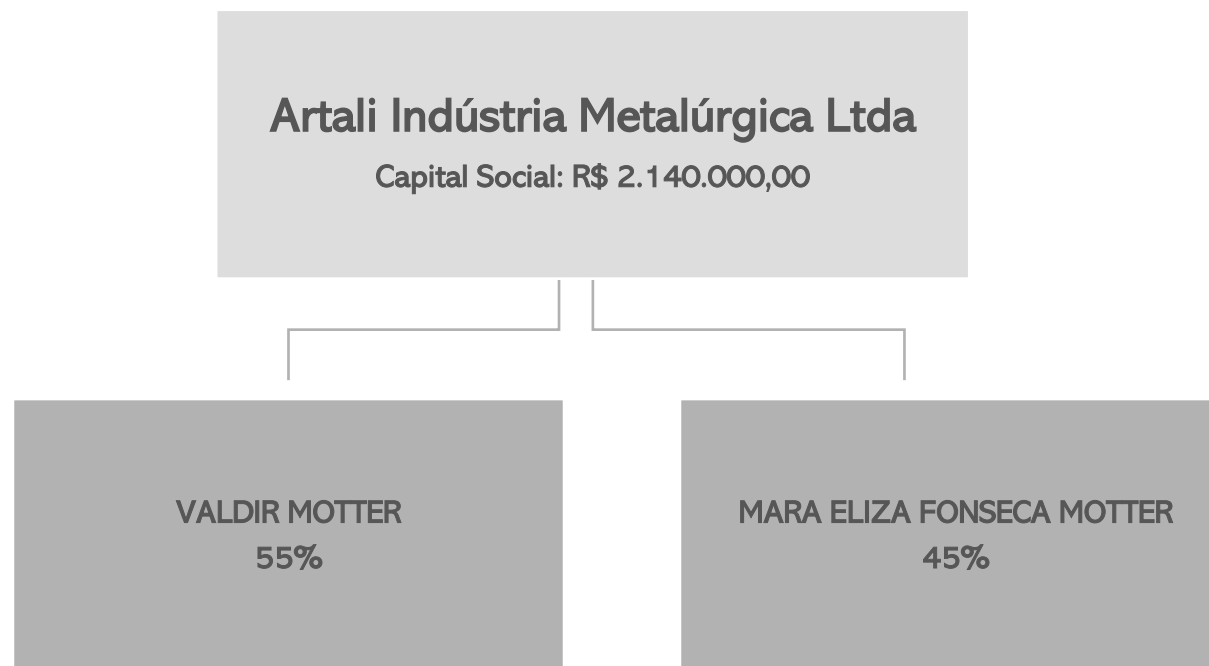 Artali Indústria Metalúrgica Ltda
Capital Social: R$ 2.140.000,00
VALDIR MOTTER
55%
MARA ELIZA FONSECA MOTTER
45%